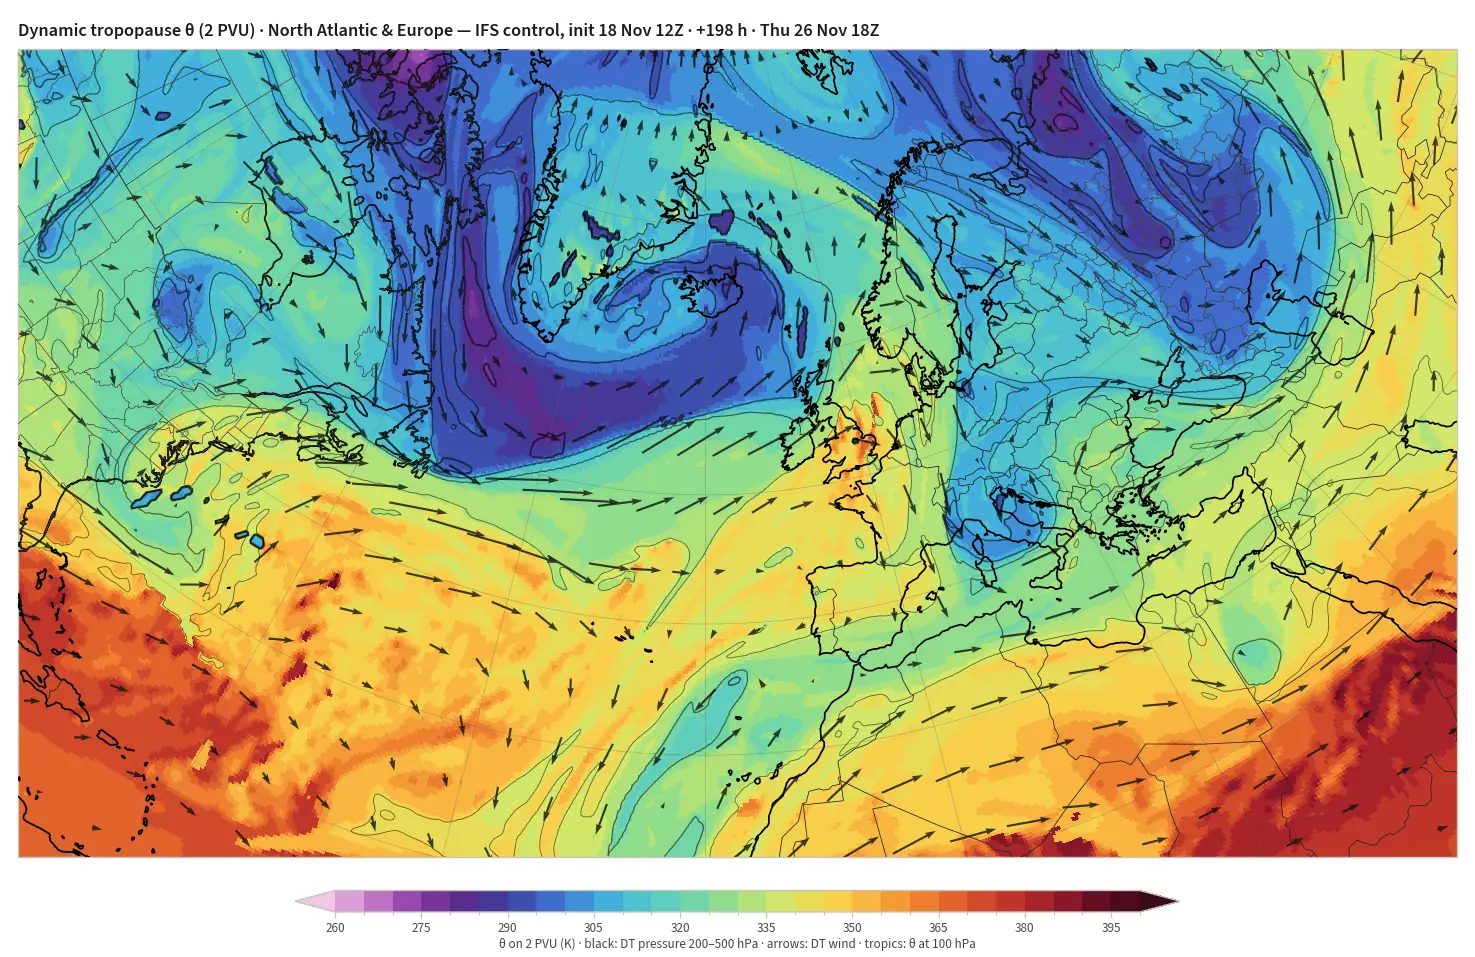 Dynamic tropopause θ (2 PVU) · North Atlantic & Europe — IFS control, init 18 Nov 12Z · +198 h · Thu 26 Nov 18Z
260 275 290 305 320 335 350 365 380 395
θ on 2 PVU (K) · black: DT pressure 200–500 hPa · arrows: DT wind · tropics: θ at 100 hPa